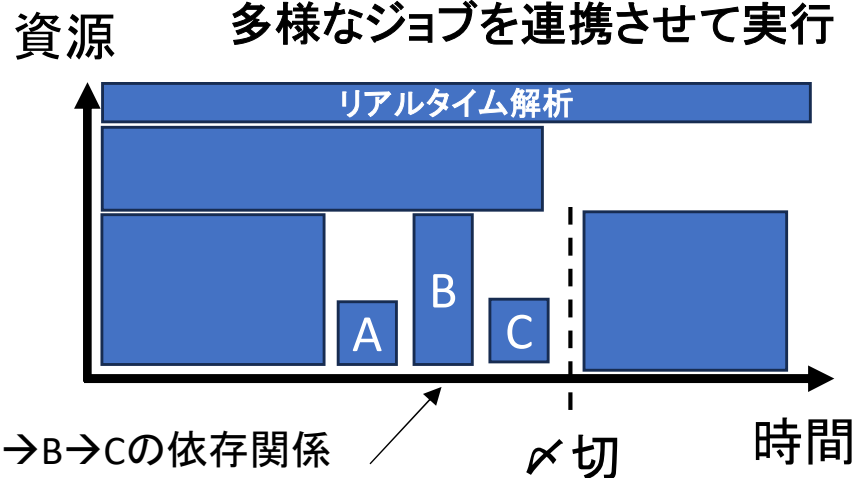 多様なジョブを連携させて実行
資源
リアルタイム解析
A
B
C
→B→Cの依存関係
〆切
時間